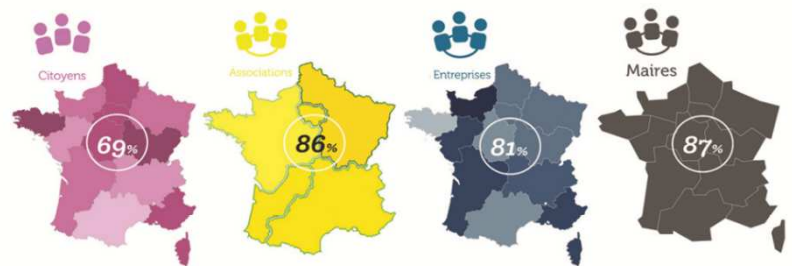 Citoyens
69%
Associations
86%
Entreprises
81%
Maires
87%